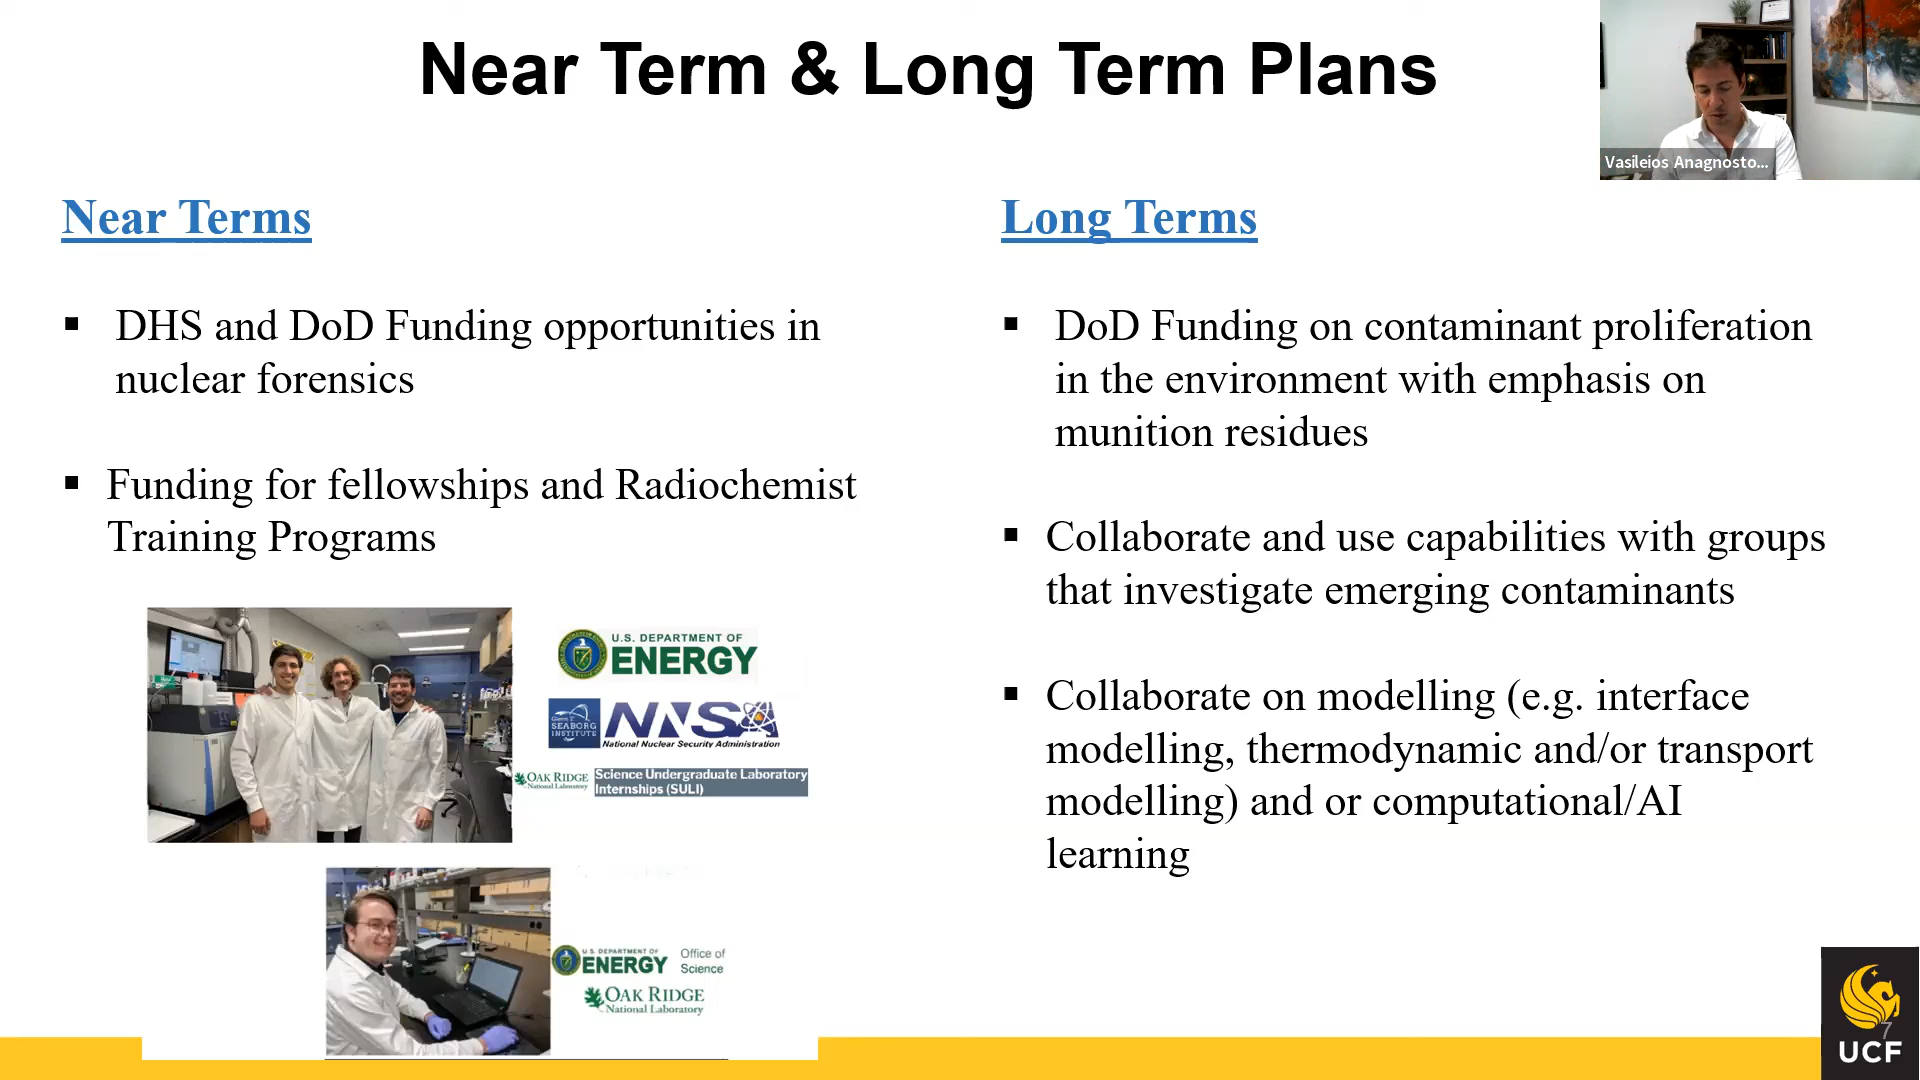 Near Term & Long Term Plans
Vasileios Anagnosto...
Near Terms
▪ DHS and DoD Funding opportunities in
nuclear forensics
▪ Funding for fellowships and Radiochemist
Training Programs
U.S. DEPARTMENT OF
ENERGY
Glenn T.
SEABORG
INSTITUTE
NNSA
National Nuclear Security Administration
OAK RIDGE
National Laboratory
Science Undergraduate Laboratory
Internships (SULI)
U.S. DEPARTMENT OF
ENERGY
Office of
Science
OAK RIDGE
National Laboratory
Long Terms
▪ DoD Funding on contaminant proliferation
in the environment with emphasis on
munition residues
▪ Collaborate and use capabilities with groups
that investigate emerging contaminants
▪ Collaborate on modelling (e.g. interface
modelling, thermodynamic and/or transport
modelling) and or computational/AI
learning
7
UCF